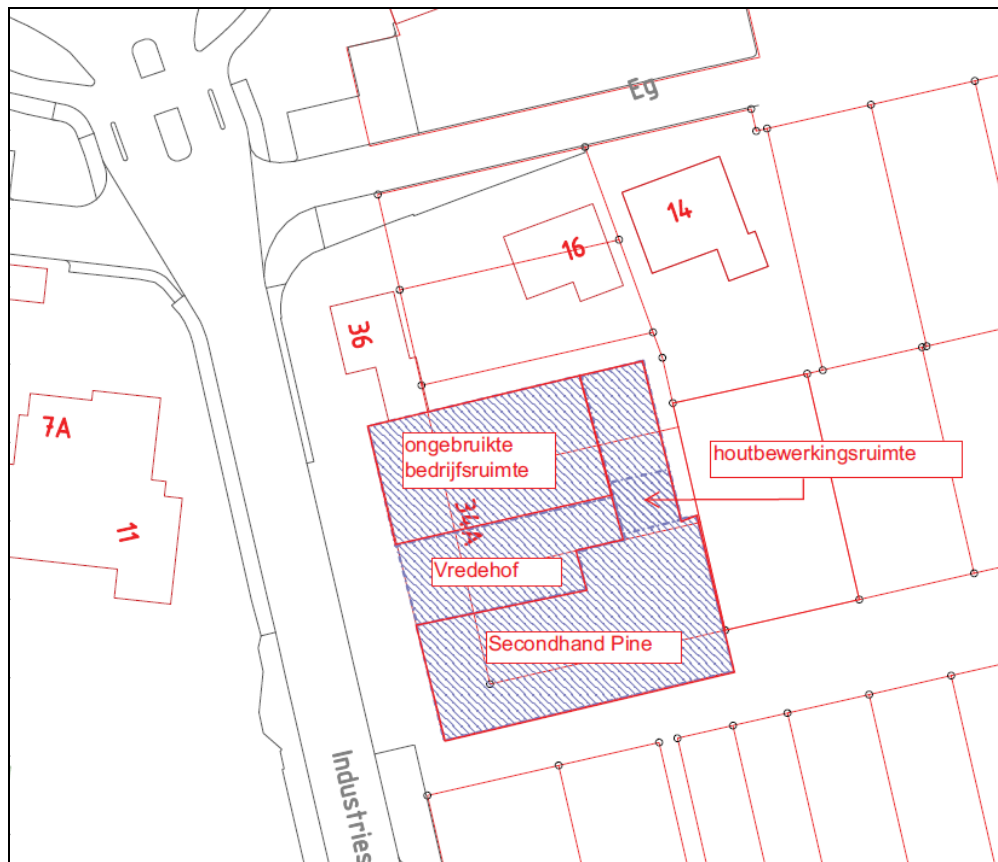 Eg
14
16
36
7A
ongebruikte
bedrijfsruimte
houtbewerkingsruimte
34A
11
Vredehof
Secondhand Pine
Industries